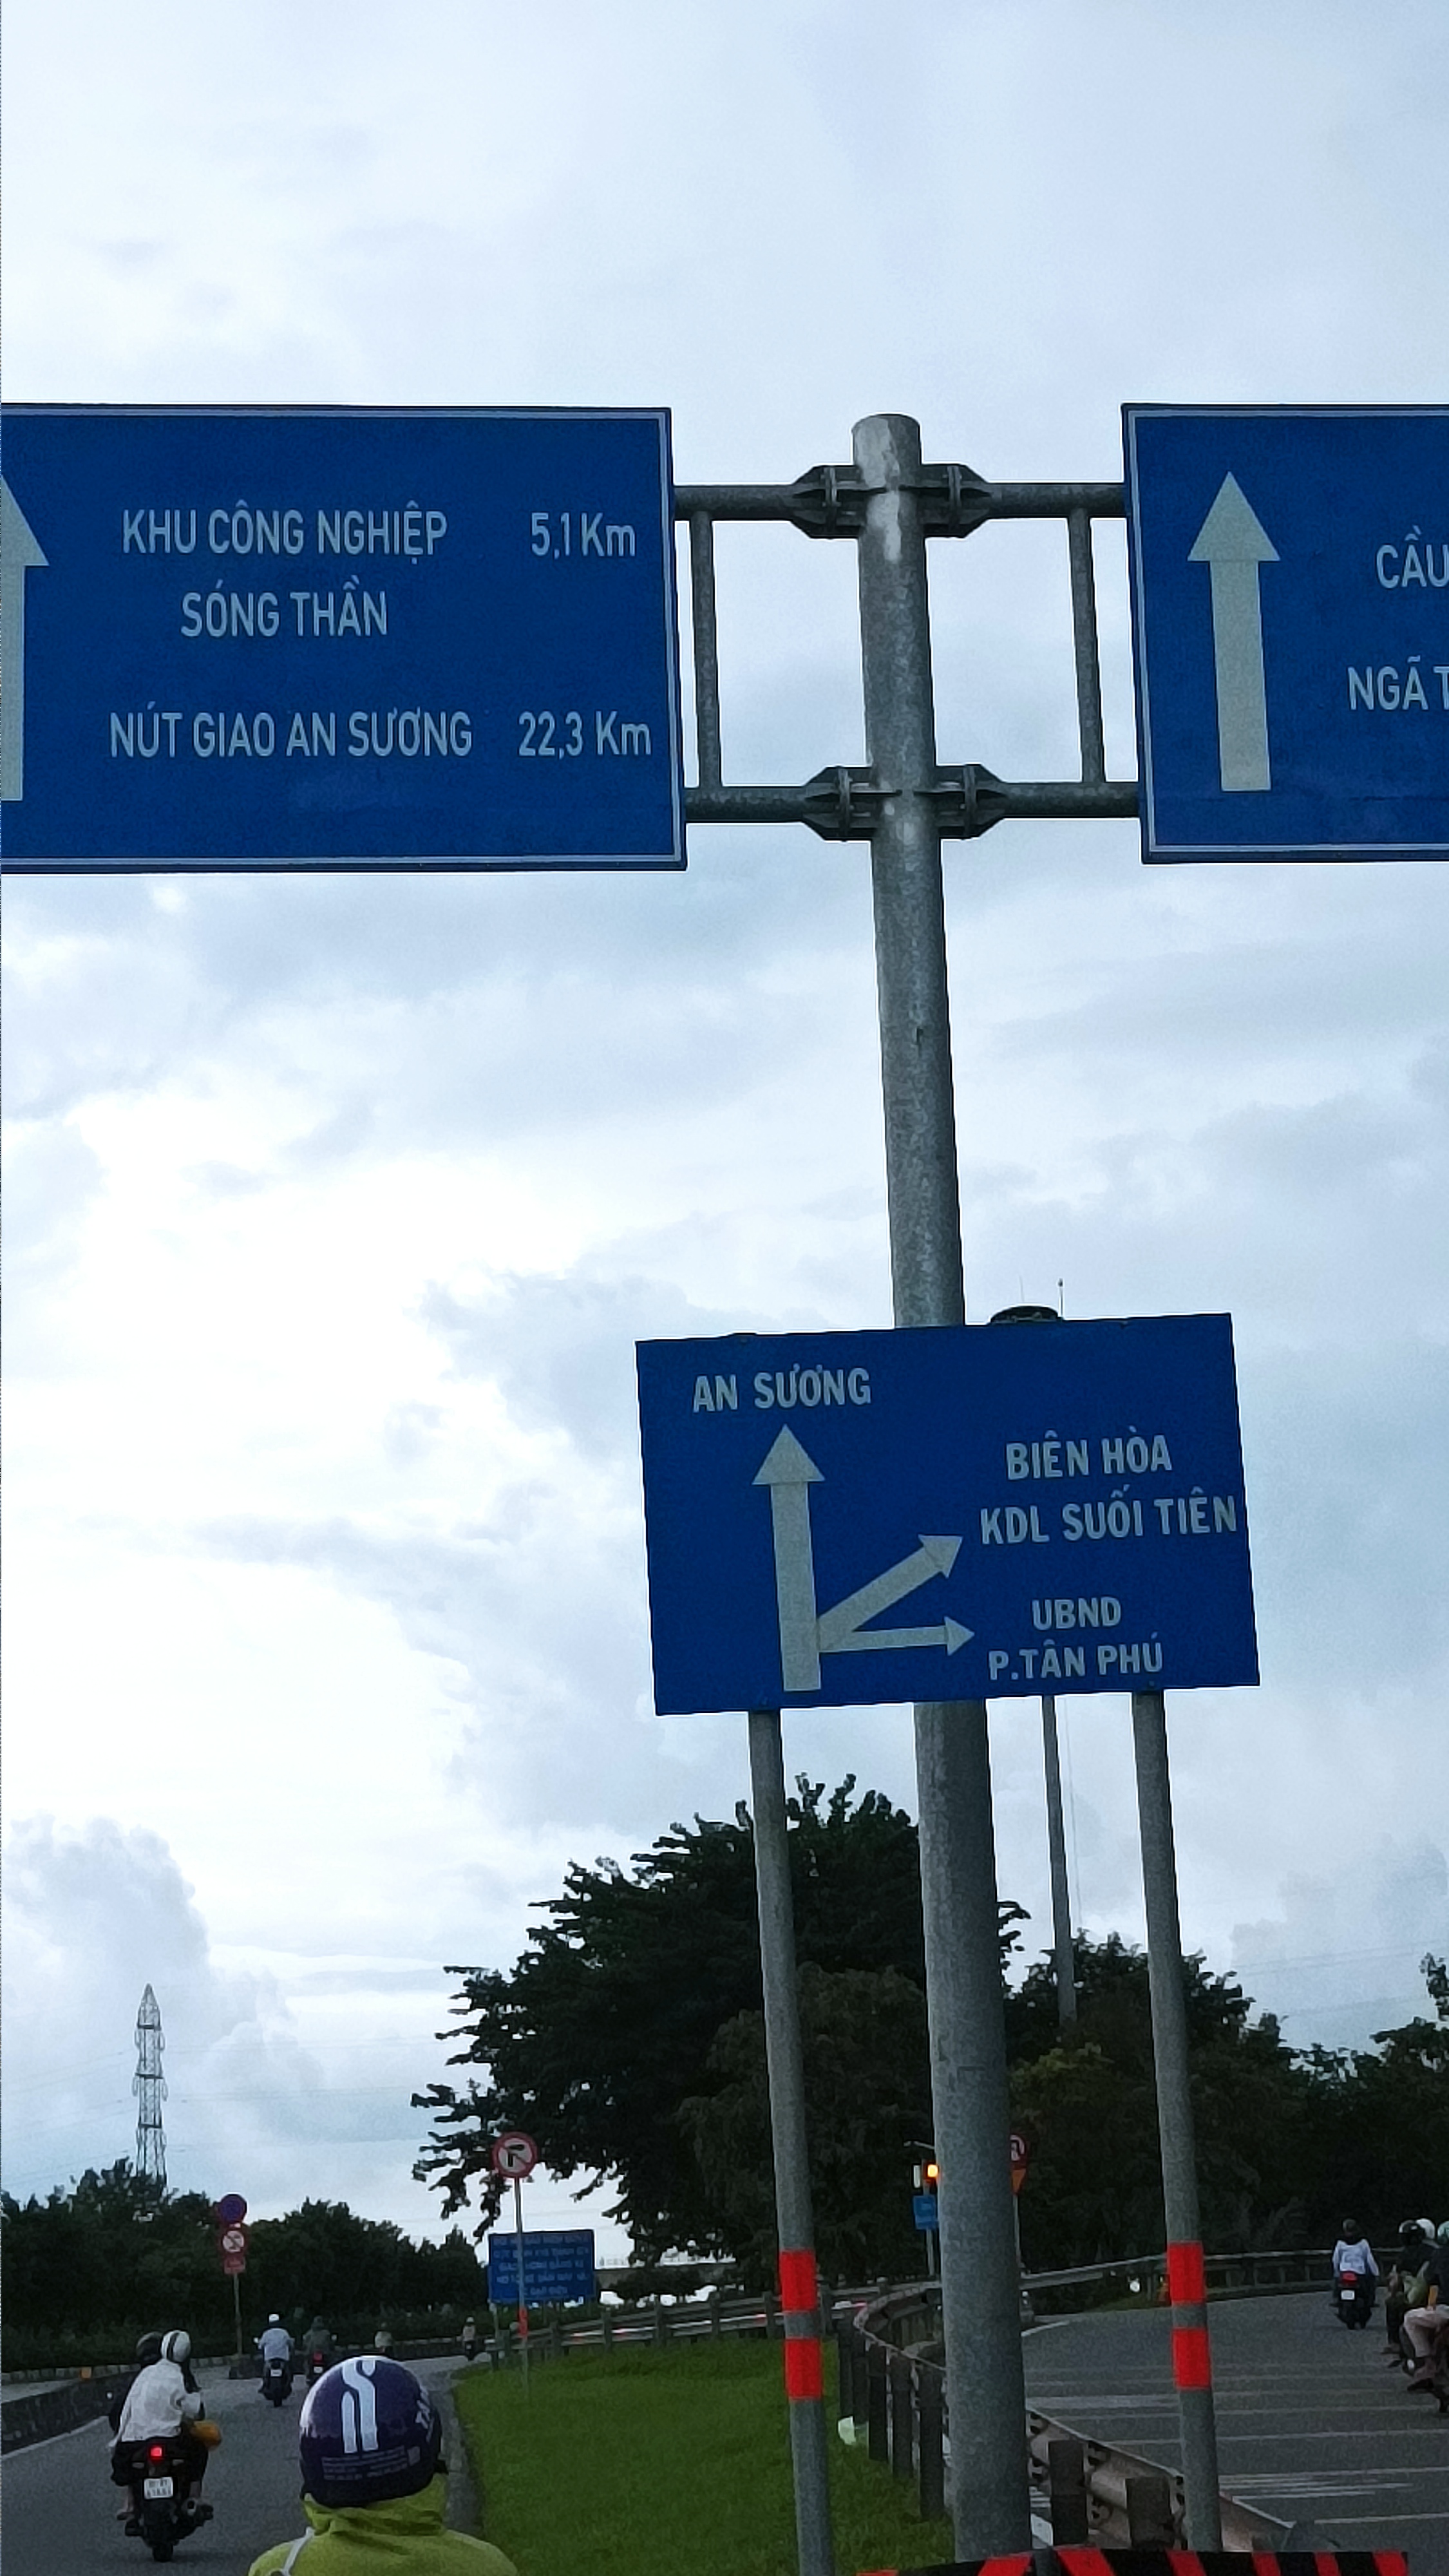 KHU CÔNG NGHIỆP 5,1 Km
SÓNG THẦN
NÚT GIAO AN SƯƠNG 22,3 Km
CẦU
NGÃ
AN SƯƠNG
BIÊN HÒA
KDL SUỐI TIÊN
UBND
P.TÂN PHÚ